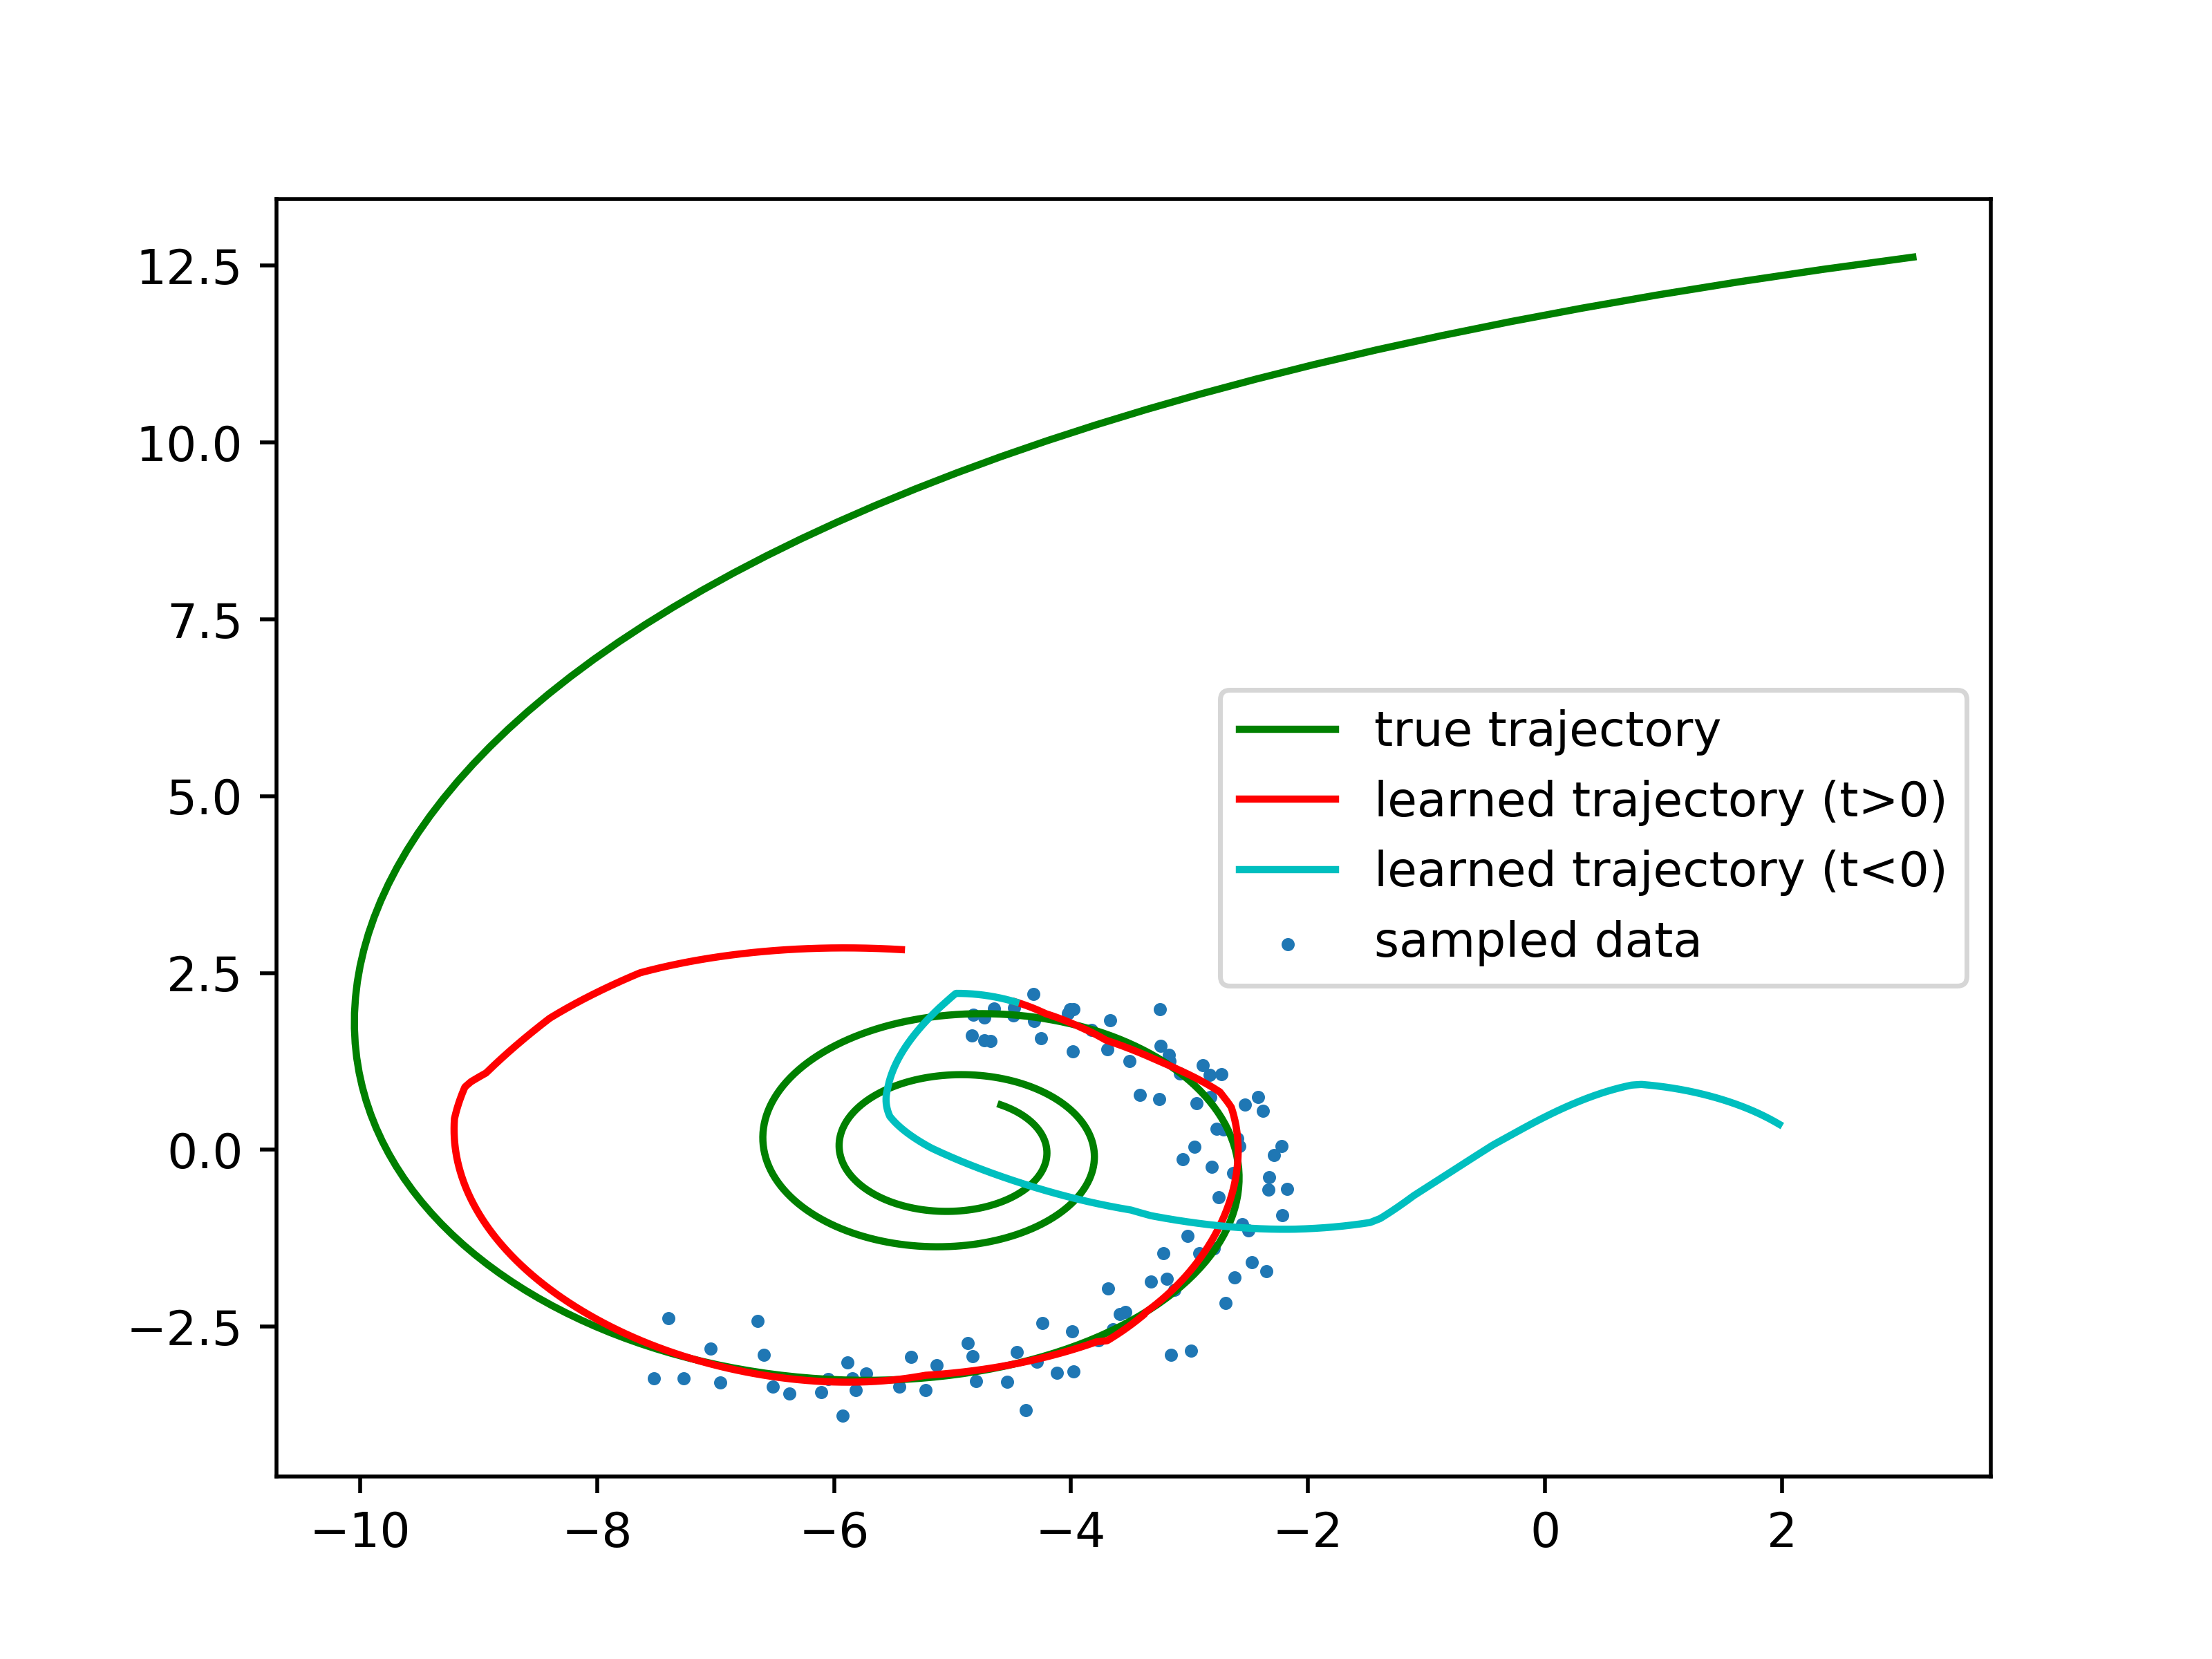 12.5
10.0
7.5
5.0
2.5
0.0
−2.5
−10 −8 −6 −4 −2 0 2
true trajectory
learned trajectory (t>0)
learned trajectory (t<0)
sampled data